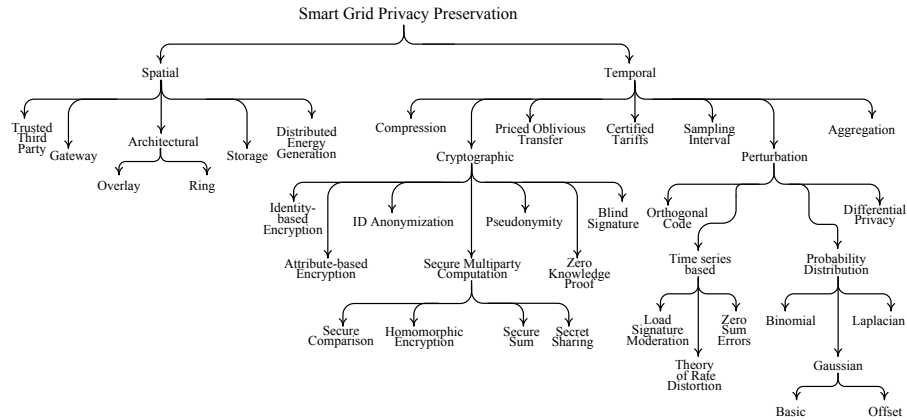 Smart Grid Privacy Preservation
Spatial
Temporal
Trusted
Third
Party
Gateway
Architectural
Storage
Distributed
Energy
Generation
Overlay
Ring
Compression
Cryptographic
Priced Oblivious
Transfer
Certified
Tariffs
Sampling
Interval
Perturbation
Aggregation
Identity-
based
Encryption
Attribute-based
Encryption
ID Anonymization
Secure Multiparty
Computation
Pseudonymity
Zero
Knowledge
Proof
Blind
Signature
Secure
Comparison
Homomorphic
Encryption
Secure
Sum
Secret
Sharing
Orthogonal
Code
Time series
based
Probability
Distribution
Differential
Privacy
Load
Signature
Moderation
Theory
of Rate
Distortion
Zero
Sum
Errors
Binomial
Gaussian
Laplacian
Basic
Offset